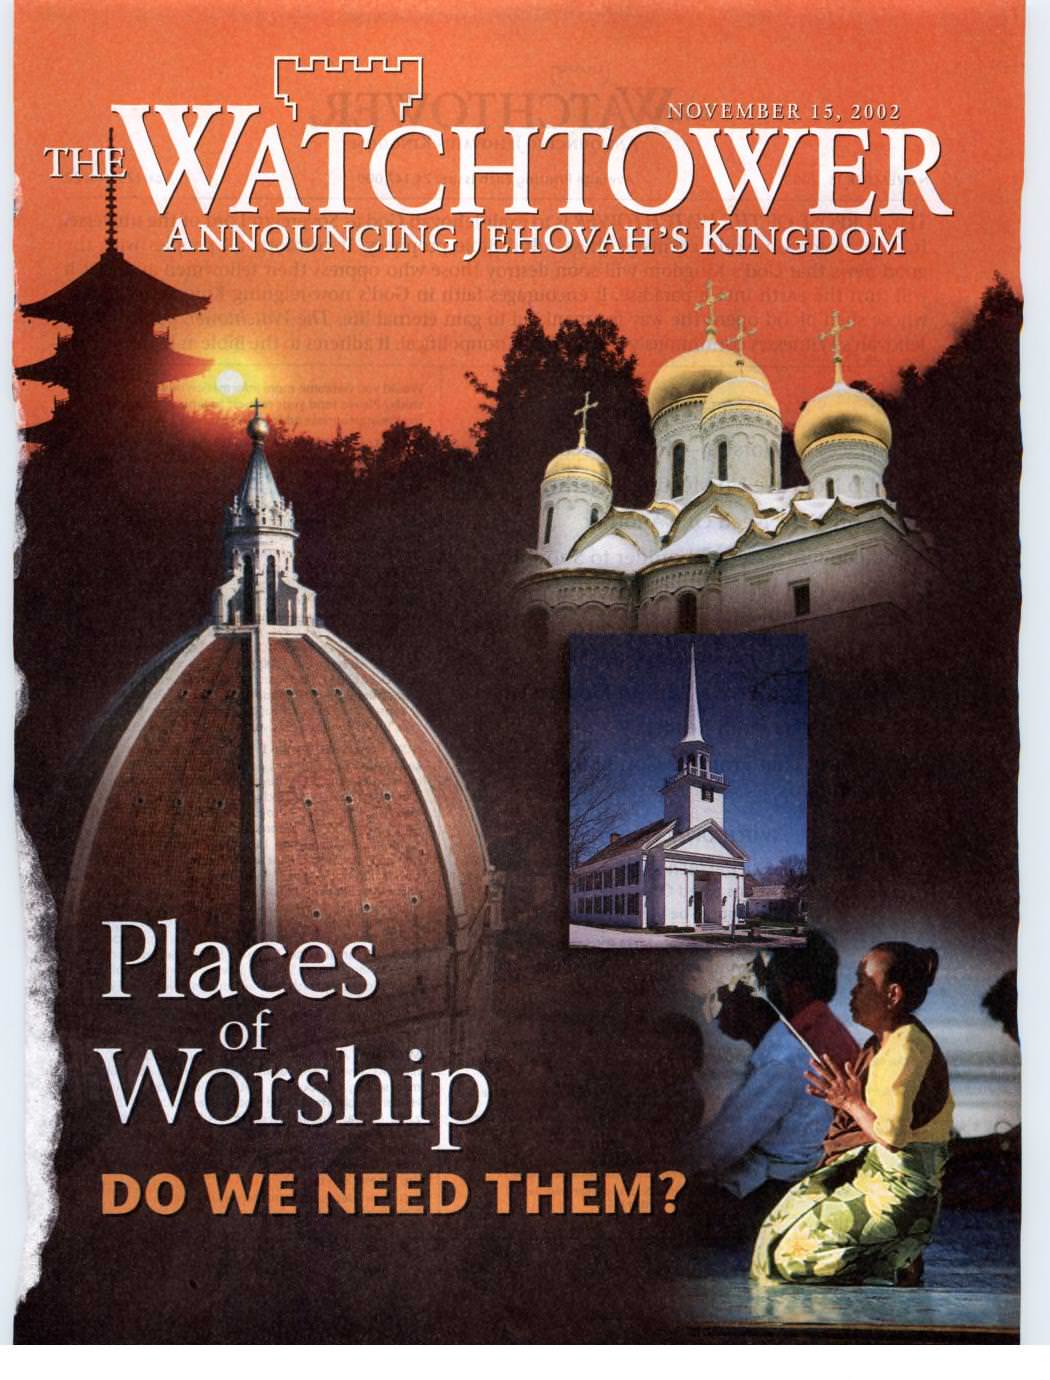 NOVEMBER 15, 2002
THE WATCHTOWER
ANNOUNCING JEHOVAH'S KINGDOM
Places
of
Worship
DO WE NEED THEM?